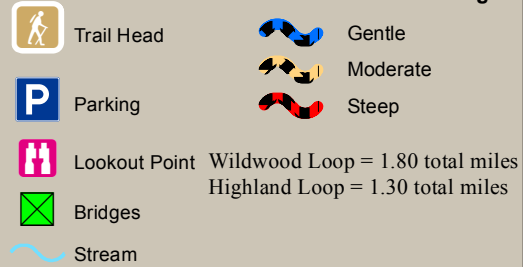 Trail Head
Gentle
Moderate
P
Parking
Steep
Lookout Point
Wildwood Loop = 1.80 total miles
Highland Loop = 1.30 total miles
Bridges
Stream